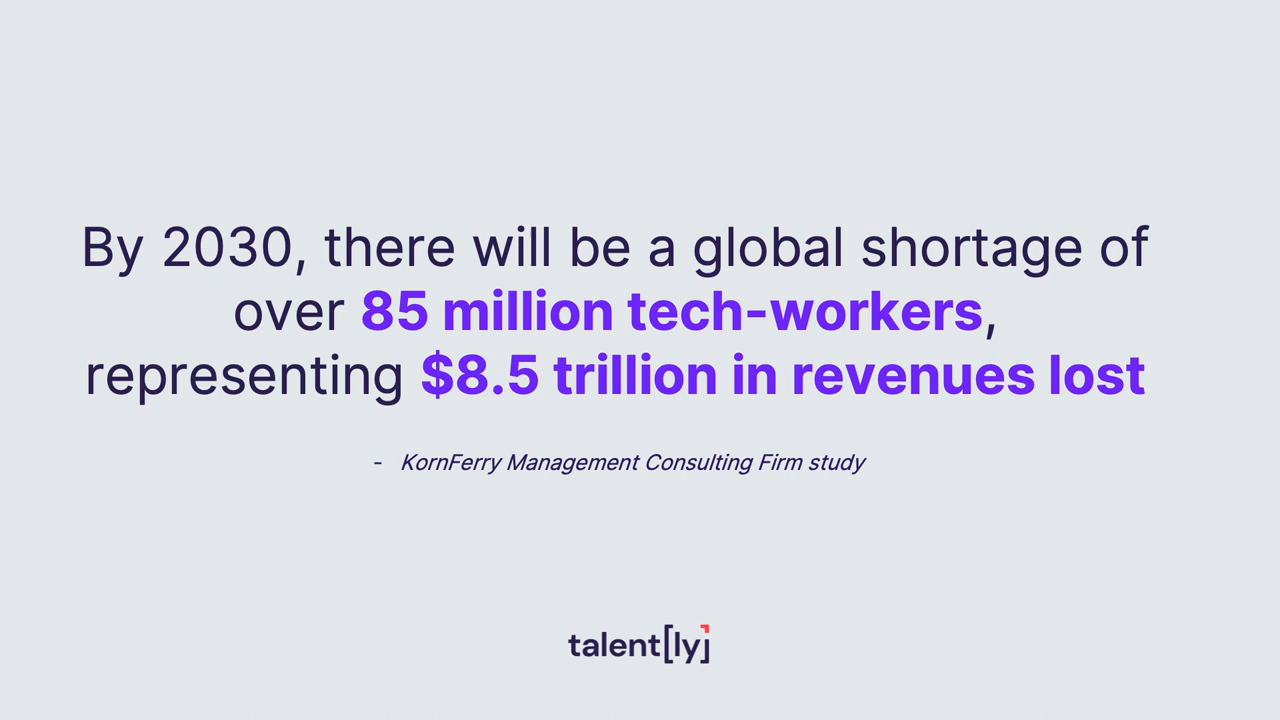 By 2030, there will be a global shortage of
over 85 million tech-workers,
representing $8.5 trillion in revenues lost
- KornFerry Management Consulting Firm study
talent[ly]